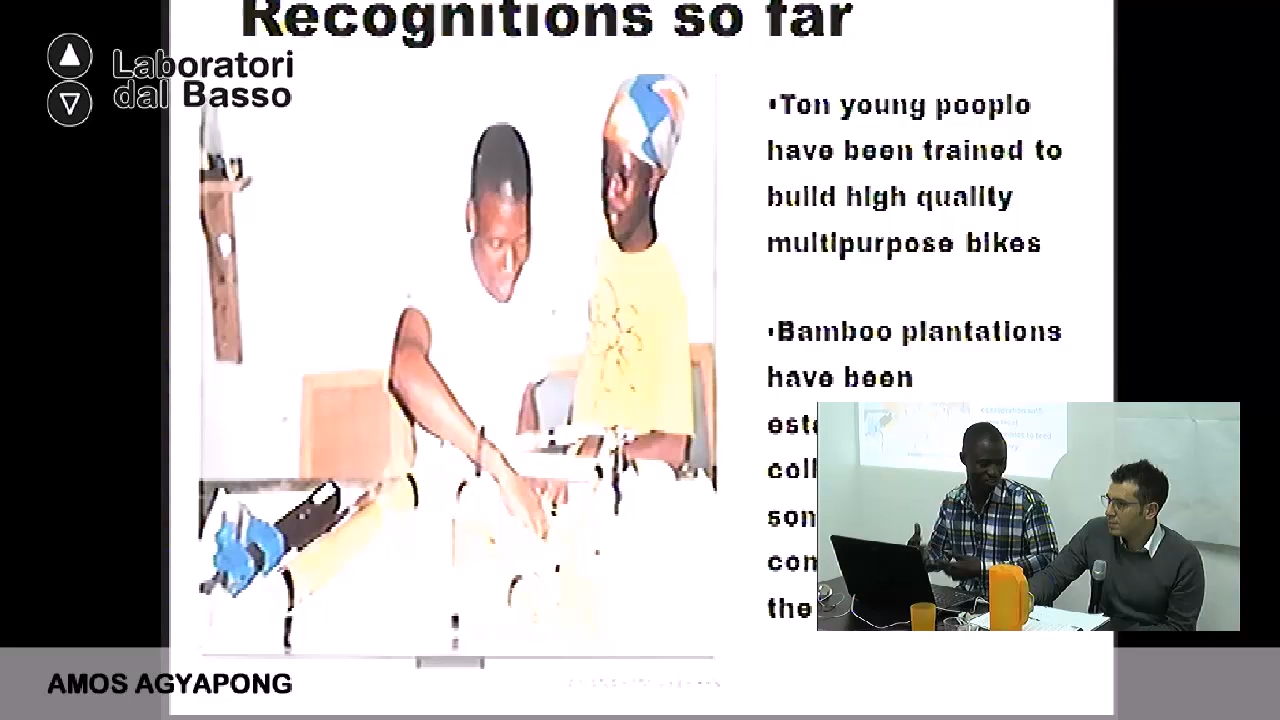 Recognitions so far
Laboratori
dal Basso
•Ten young people
have been trained to
build high quality
multipurpose bikes
•Bamboo plantations
have been
the
AMOS AGYAPONG